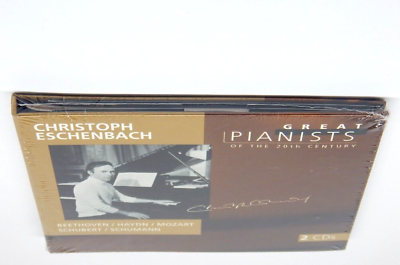 CHRISTOPH
ESCHENBACH
GREAT
PIANISTS
OF THE 20TH CENTURY
BEETHOVEN / HAYDN / MOZART
SCHUBERT / SCHUMANN
2 CDs